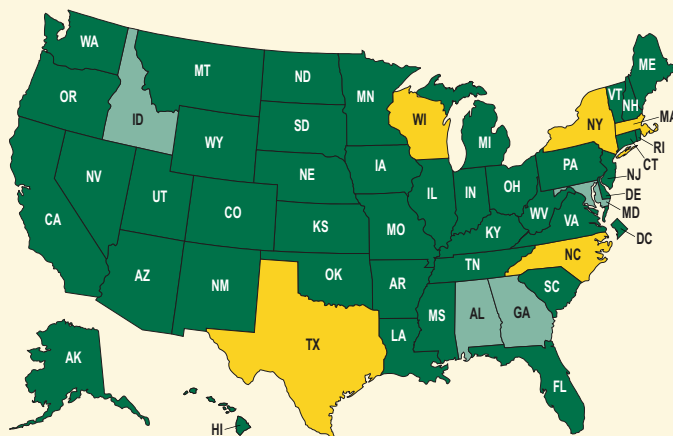 WA
MT
ND
MN
ME
VT
NH
OR
ID
SD
WI
NY
MA
WY
MI
RI
CT
NE
IA
PA
NJ
NV
UT
IL
IN
OH
DE
MD
CA
CO
KS
MO
WV
VA
KY
DC
AZ
NM
OK
AR
TN
NC
MS
AL
GA
SC
TX
LA
AK
FL
HI